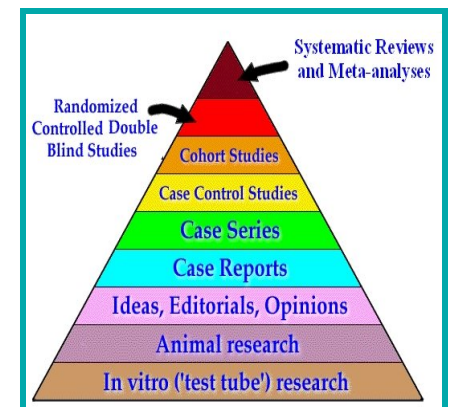 Systematic Reviews
and Meta-analyses
Randomized
Controlled Double
Blind Studies
Cohort Studies
Case Control Studies
Case Series
Case Reports
Ideas, Editorials, Opinions
Animal research
In vitro ('test tube') research